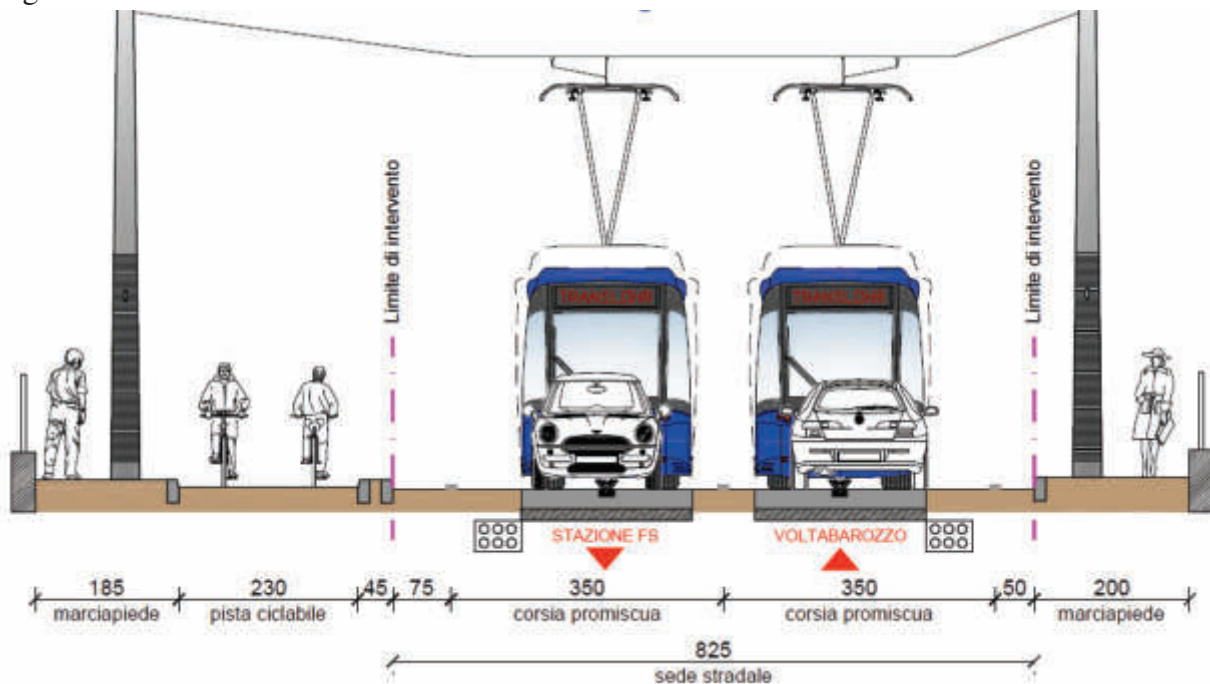 Limite di intervento
Limite di intervento
TRANSLOHR
TRANSLOHR
STAZIONE FS
VOLTABAROZZO
185
230
45
75
350
350
50
200
marciapiede
pista ciclabile
corsia promiscua
corsia promiscua
marciapiede
825
sede stradale